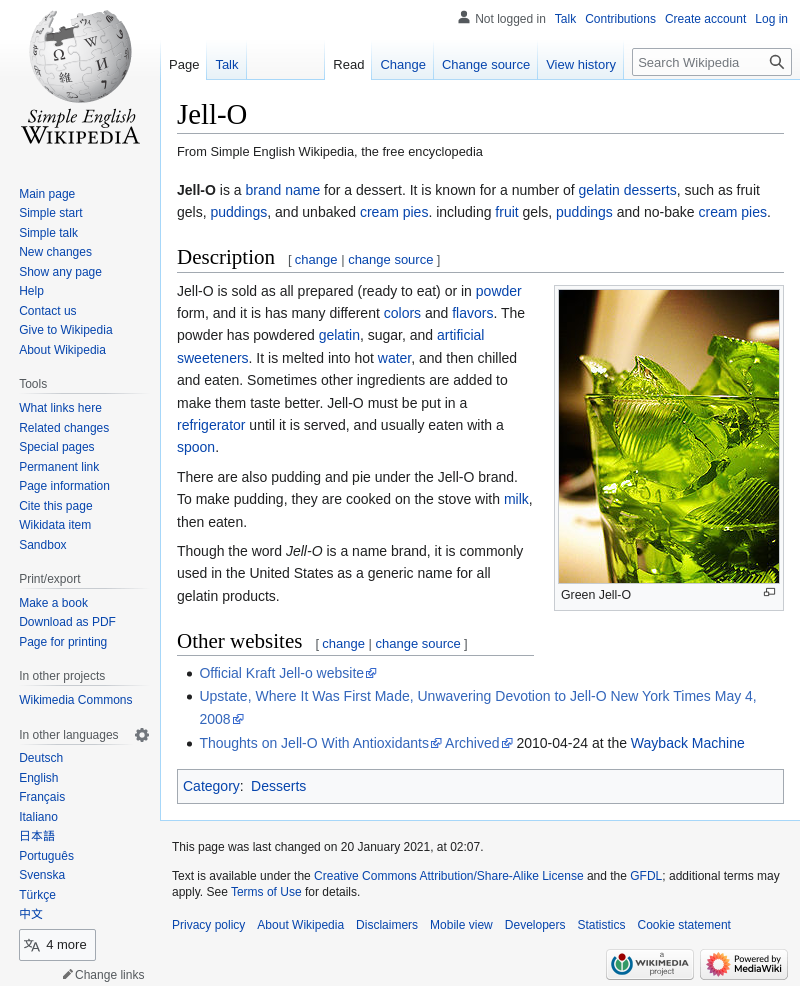 Not logged in Talk Contributions Create account Log in
Page Talk Read Change Change source View history Search Wikipedia
Simple English
WIKIPEDIA
Main page
Simple start
Simple talk
New changes
Show any page
Help
Contact us
Give to Wikipedia
About Wikipedia
Tools
What links here
Related changes
Special pages
Permanent link
Page information
Cite this page
Wikidata item
Sandbox
Print/export
Make a book
Download as PDF
Page for printing
In other projects
Wikimedia Commons
In other languages
Deutsch
English
Français
Italiano
日本語
Português
Svenska
Türkçe
中文
4 more
Change links
Jell-O
From Simple English Wikipedia, the free encyclopedia
Jell-O is a brand name for a dessert. It is known for a number of gelatin desserts, such as fruit
gels, puddings, and unbaked cream pies. including fruit gels, puddings and no-bake cream pies.
Description [ change | change source ]
Jell-O is sold as all prepared (ready to eat) or in powder
form, and it is has many different colors and flavors. The
powder has powdered gelatin, sugar, and artificial
sweeteners. It is melted into hot water, and then chilled
and eaten. Sometimes other ingredients are added to
make them taste better. Jell-O must be put in a
refrigerator until it is served, and usually eaten with a
spoon.
There are also pudding and pie under the Jell-O brand.
To make pudding, they are cooked on the stove with milk,
then eaten.
Though the word Jell-O is a name brand, it is commonly
used in the United States as a generic name for all
gelatin products.
Green Jell-O
Other websites [ change | change source ]
Official Kraft Jell-o website
Upstate, Where It Was First Made, Unwavering Devotion to Jell-O New York Times May 4,
2008
Thoughts on Jell-O With Antioxidants Archived 2010-04-24 at the Wayback Machine
Category: Desserts
This page was last changed on 20 January 2021, at 02:07.
Text is available under the Creative Commons Attribution/Share-Alike License and the GFDL; additional terms may
apply. See Terms of Use for details.
Privacy policy About Wikipedia Disclaimers Mobile view Developers Statistics Cookie statement
a
WIKIMEDIA
project
Powered by
MediaWiki